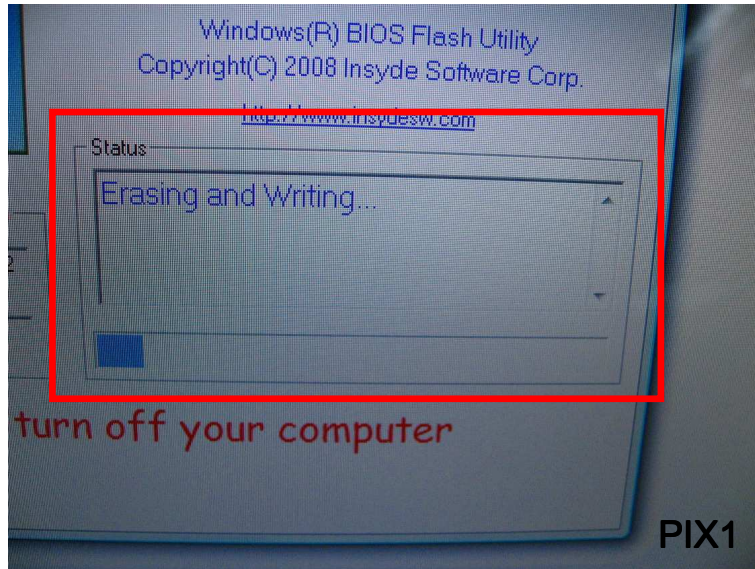 Windows(R) BIOS Flash Utility
Copyright(C) 2008 Insyde Software Corp.
http://www.insydesw.com
Status
Erasing and Writing...
2
turn off your computer
PIX1